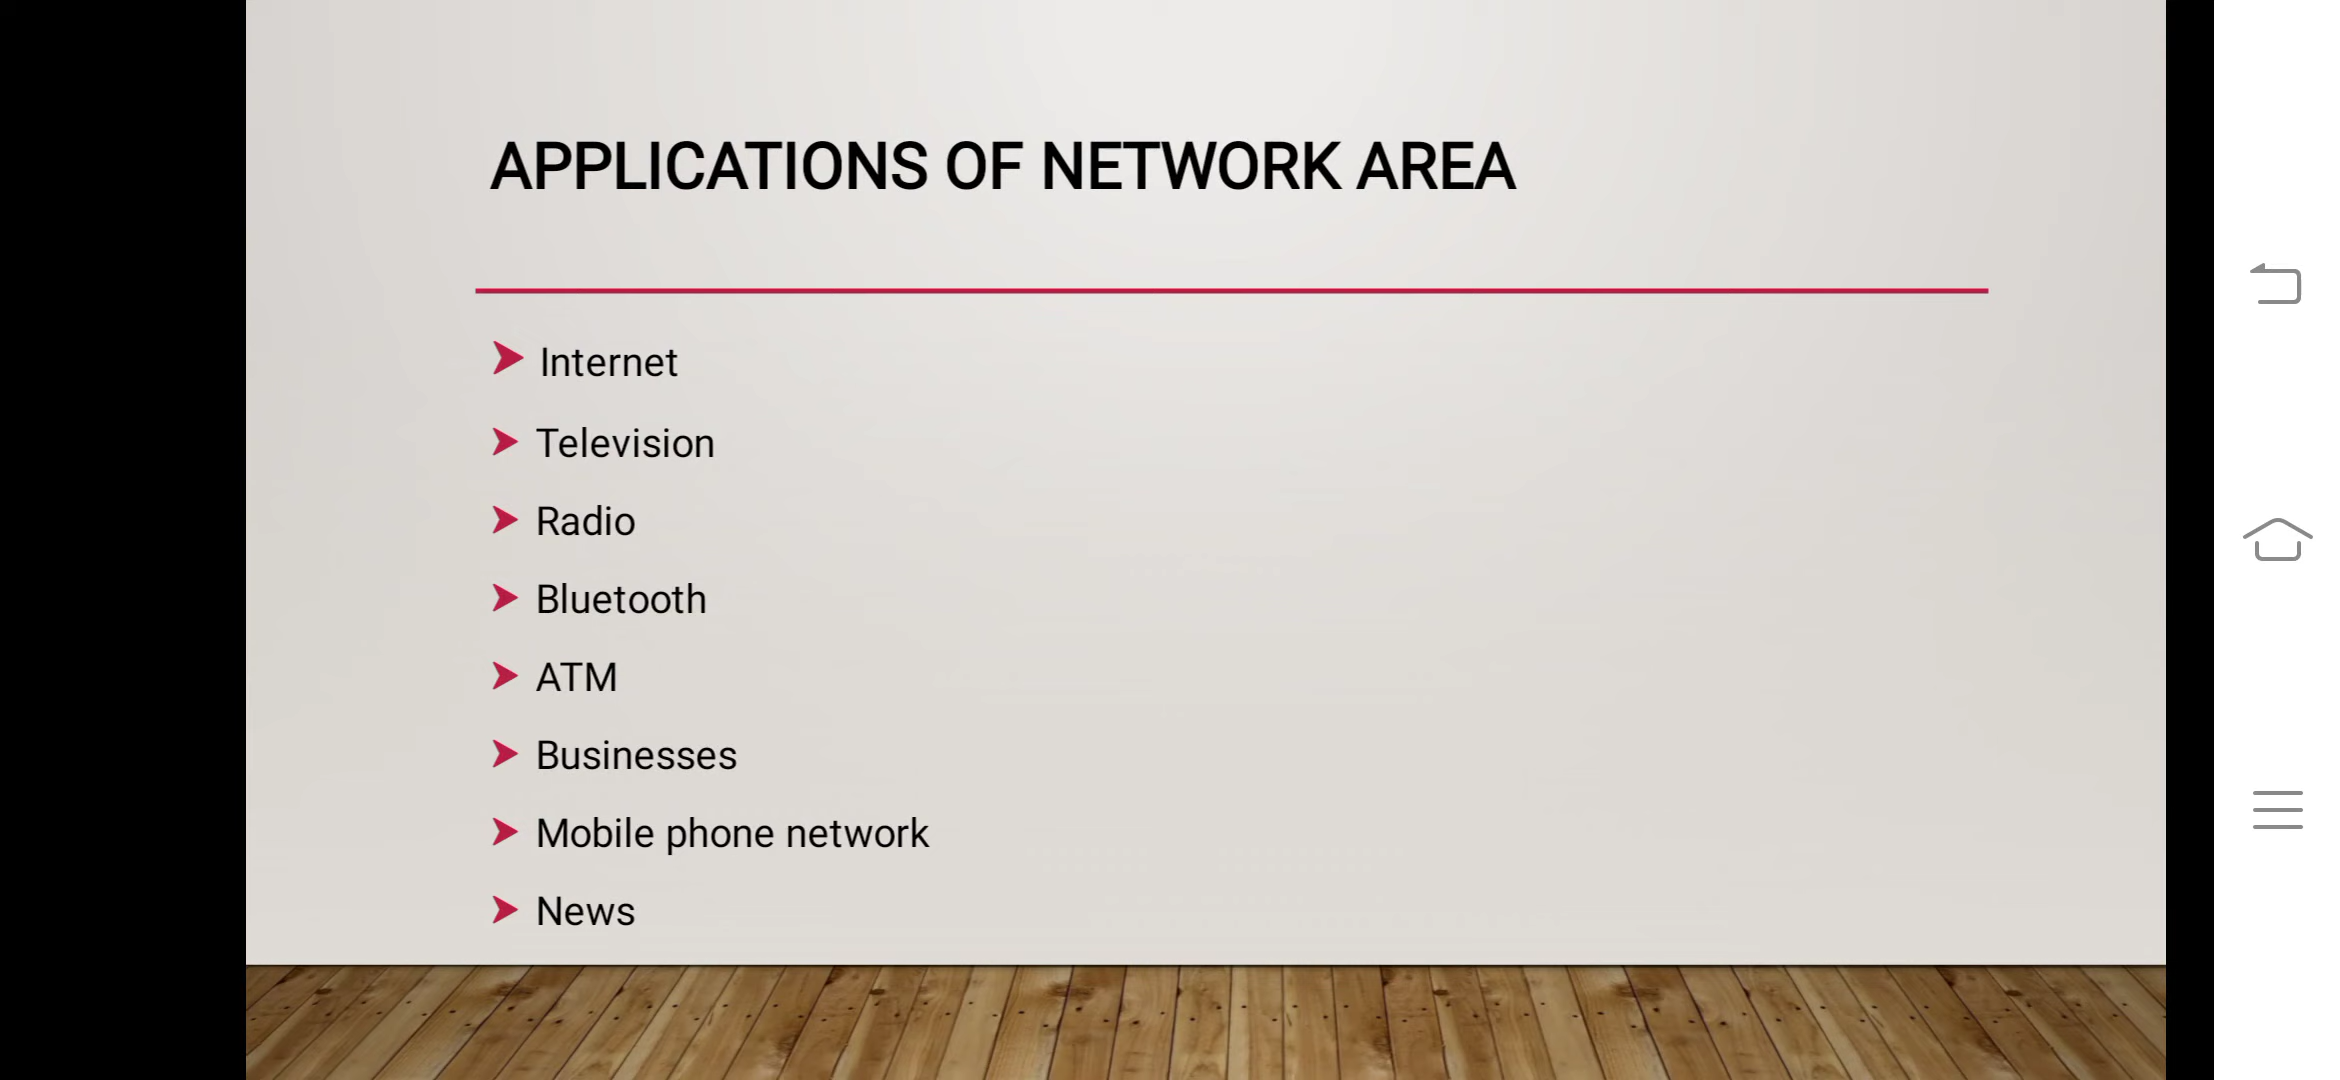 APPLICATIONS OF NETWORK AREA
Internet
Television
Radio
Bluetooth
ATM
Businesses
Mobile phone network
News